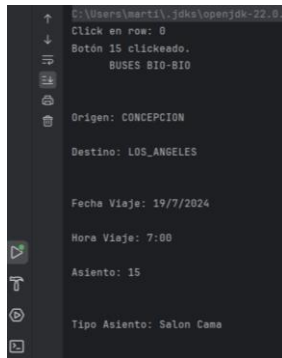 C:\Users\marti\.jdks\openjdk-22.0.
Click en row: 0
Botón 15 clickeado.
BUSES BIO-BIO
Origen: CONCEPCION
Destino: LOS_ANGELES
Fecha Viaje: 19/7/2024
Hora Viaje: 7:00
Asiento: 15
Tipo Asiento: Salon Cama